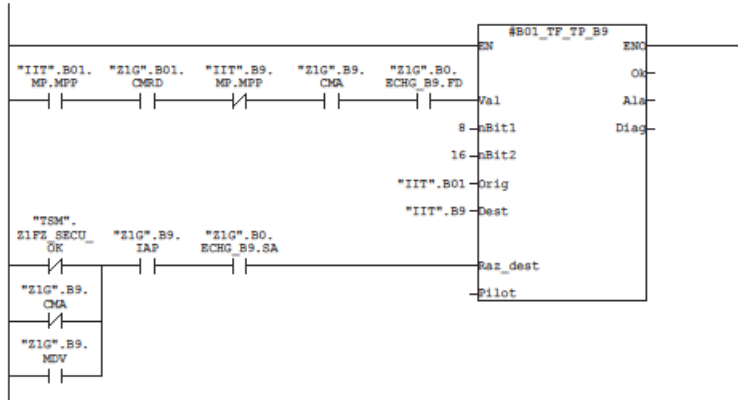 #B01_TF_TP_B9
EN
ENO
"IIT".B01.
MP.MPP
"Z1G".B01.
CMRD
"IIT".B9.
MP.MPP
"Z1G".B9.
CMA
"Z1G".B0.
ECHG_B9.FD
Val
Ok
Ala
Diag
8
nBit1
16
nBit2
"IIT".B01
Orig
"IIT".B9
Dest
"TSM".
Z1FZ_SECU_
OK
"Z1G".B9.
IAP
"Z1G".B0.
ECHG_B9.SA
Raz_dest
Pilot
"Z1G".B9.
CMA
"Z1G".B9.
MDV